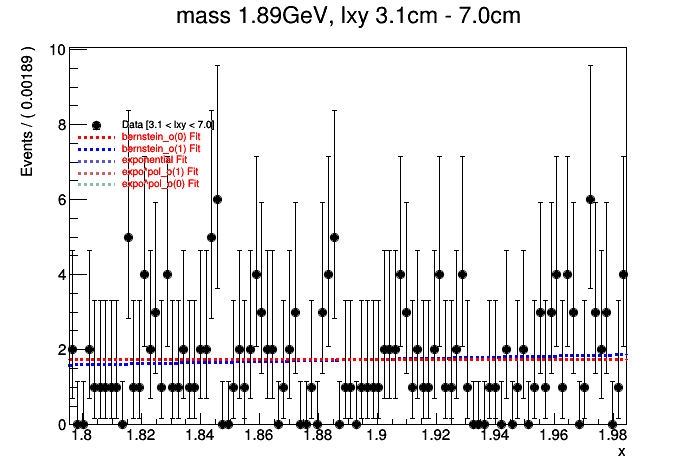 mass 1.89GeV, lxy 3.1cm - 7.0cm
Events / ( 0.00189 )
10
8
6
4
2
0
Data [3.1 < lxy < 7.0]
bernstein_o(0) Fit
bernstein_o(1) Fit
exponential Fit
expo*pol_o(1) Fit
expo*pol_o(0) Fit
1.8 1.82 1.84 1.86 1.88 1.9 1.92 1.94 1.96 1.98
x